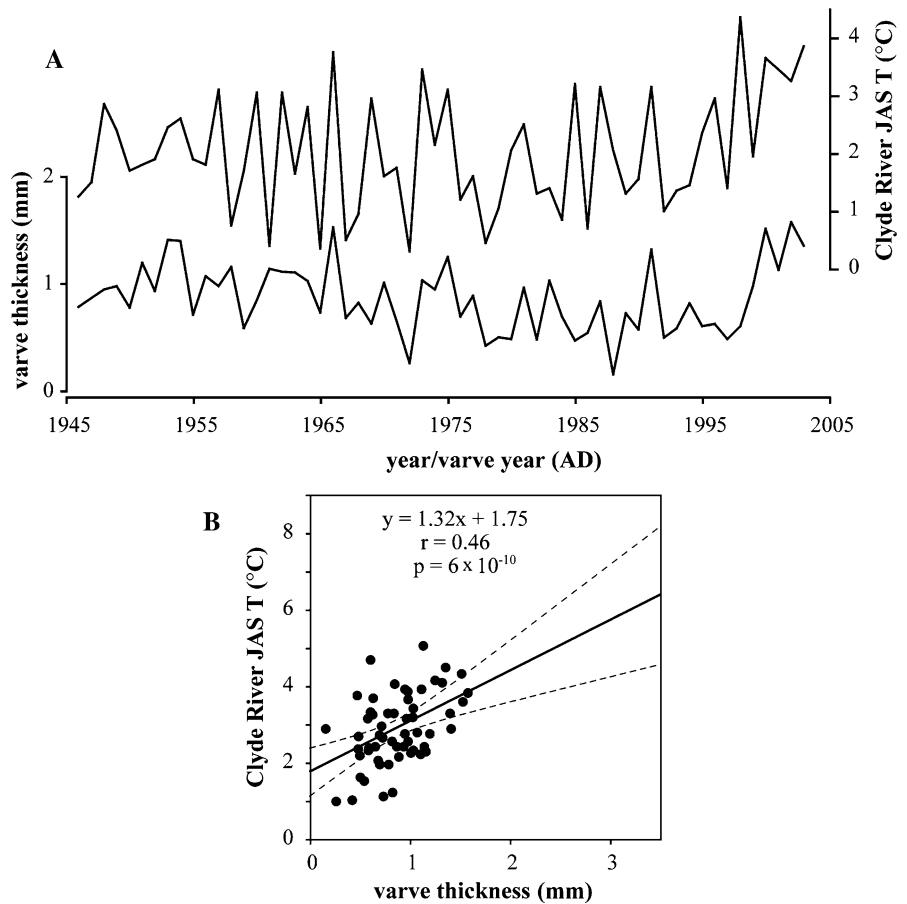 A
varve thickness (mm)
2
1
0
Clyde River JAS T (°C)
4
3
2
1
0
1945 1955 1965 1975 1985 1995 2005
year/varve year (AD)
B
y = 1.32x + 1.75
r = 0.46
p = 6 x 10⁻¹⁰
Clyde River JAS T (°C)
8
6
4
2
0
0 1 2 3
varve thickness (mm)